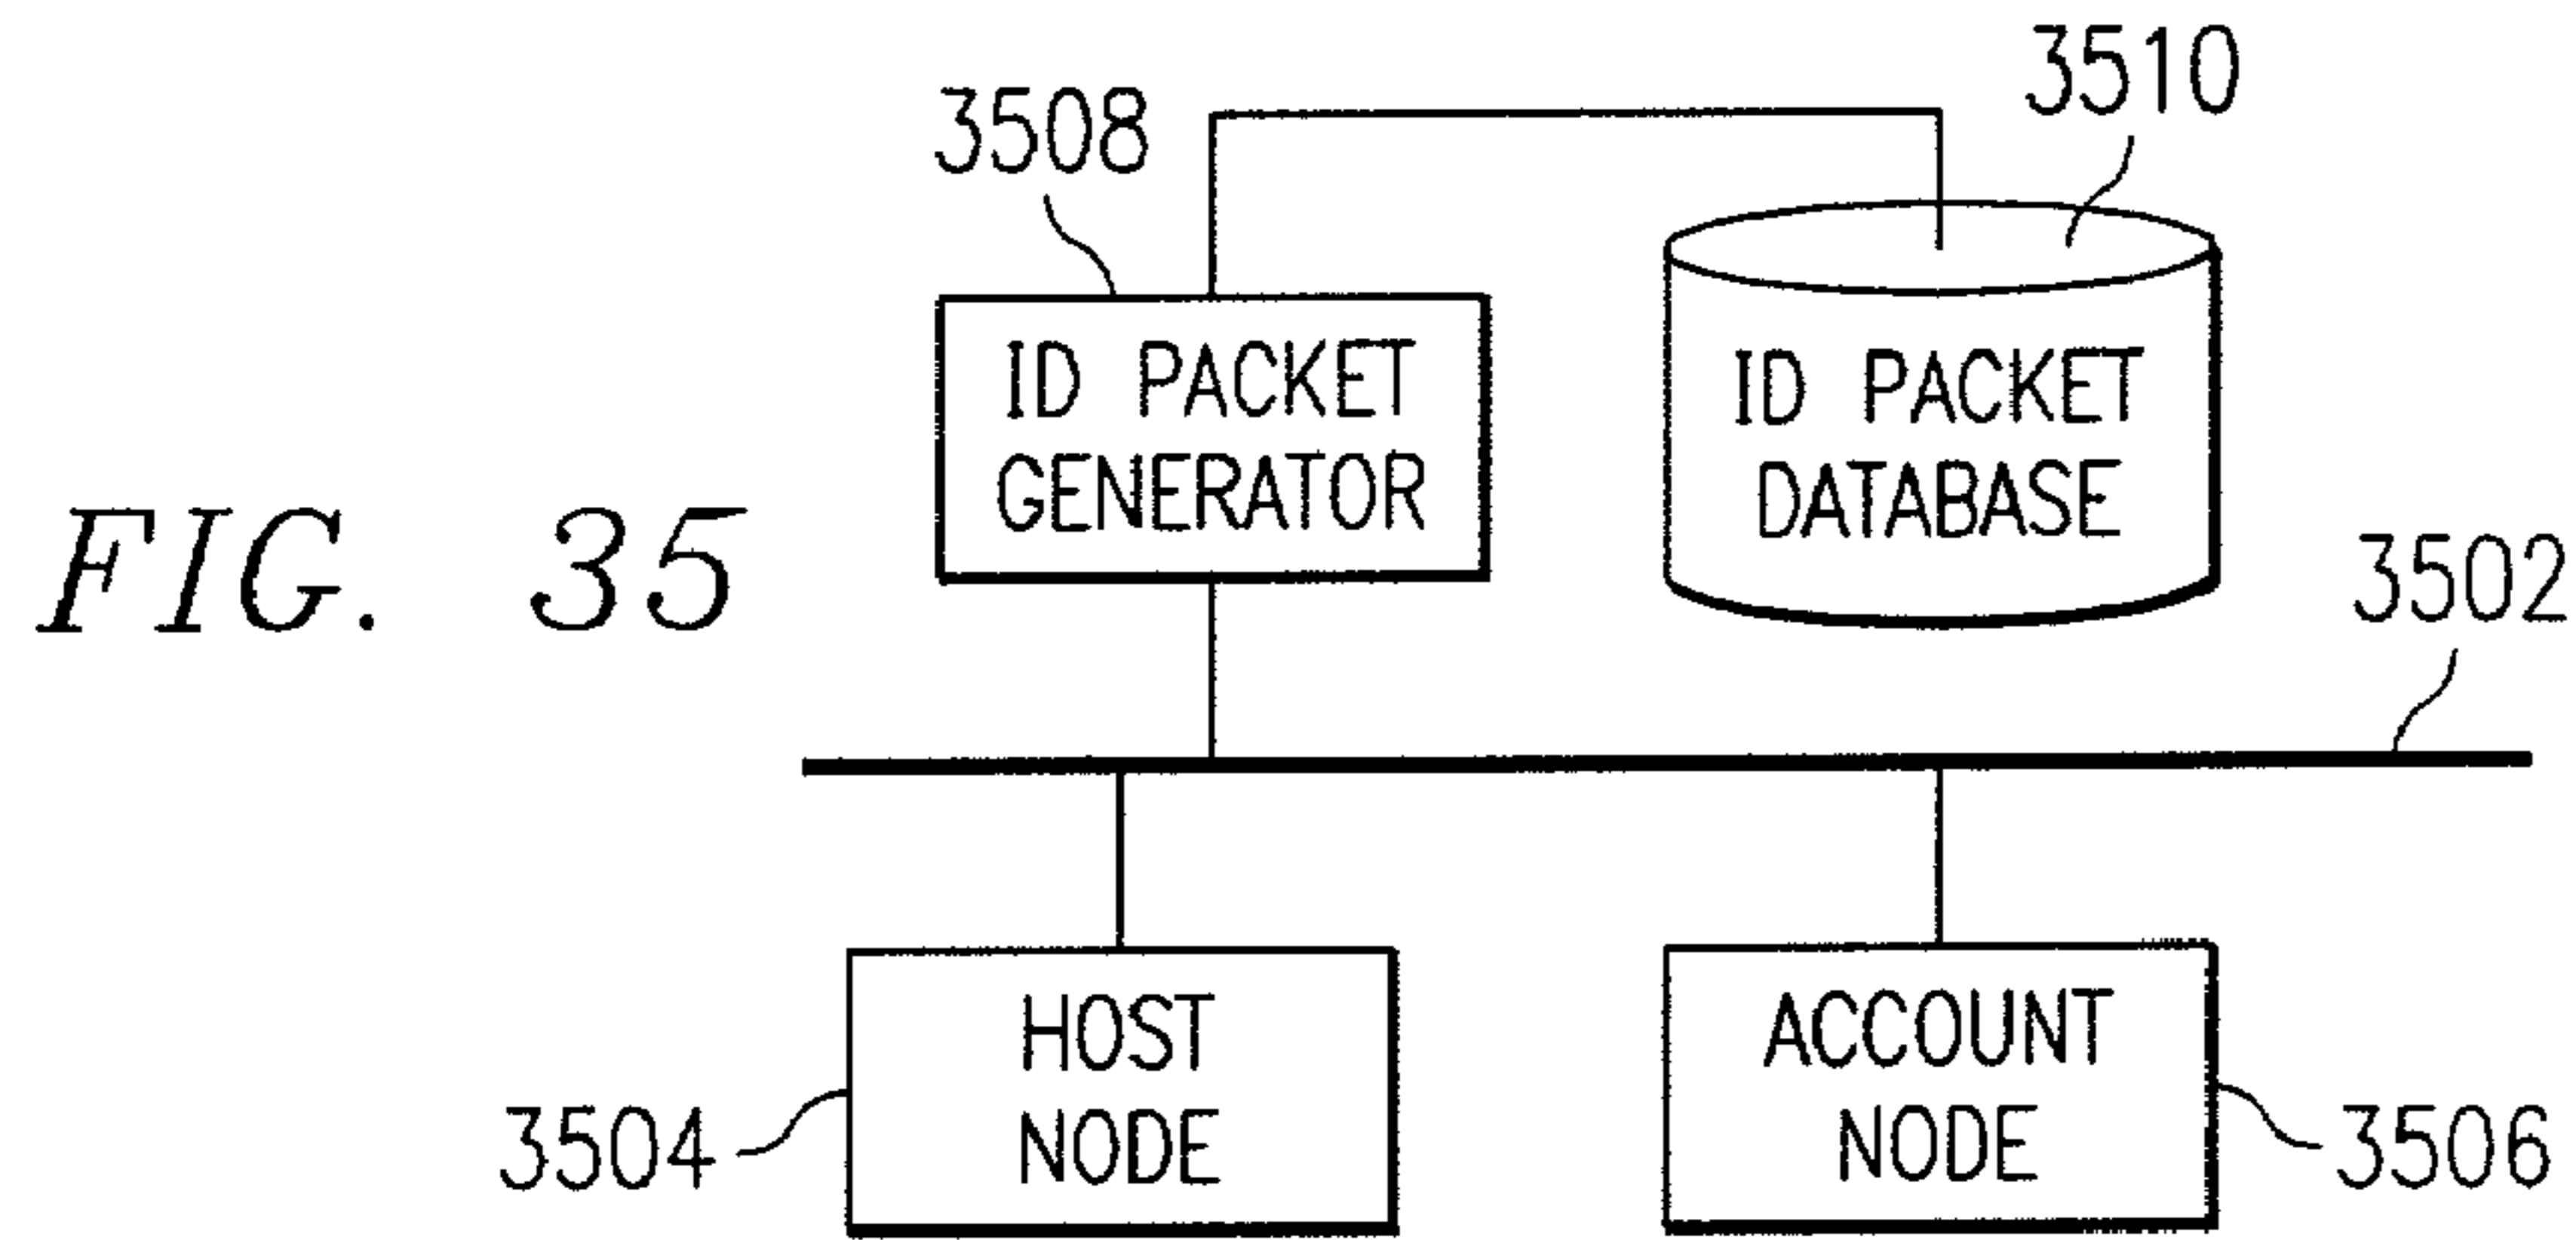 3510
3508
ID PACKET
GENERATOR
ID PACKET
DATABASE
FIG. 35
3502
HOST
NODE
3504
ACCOUNT
NODE
3506